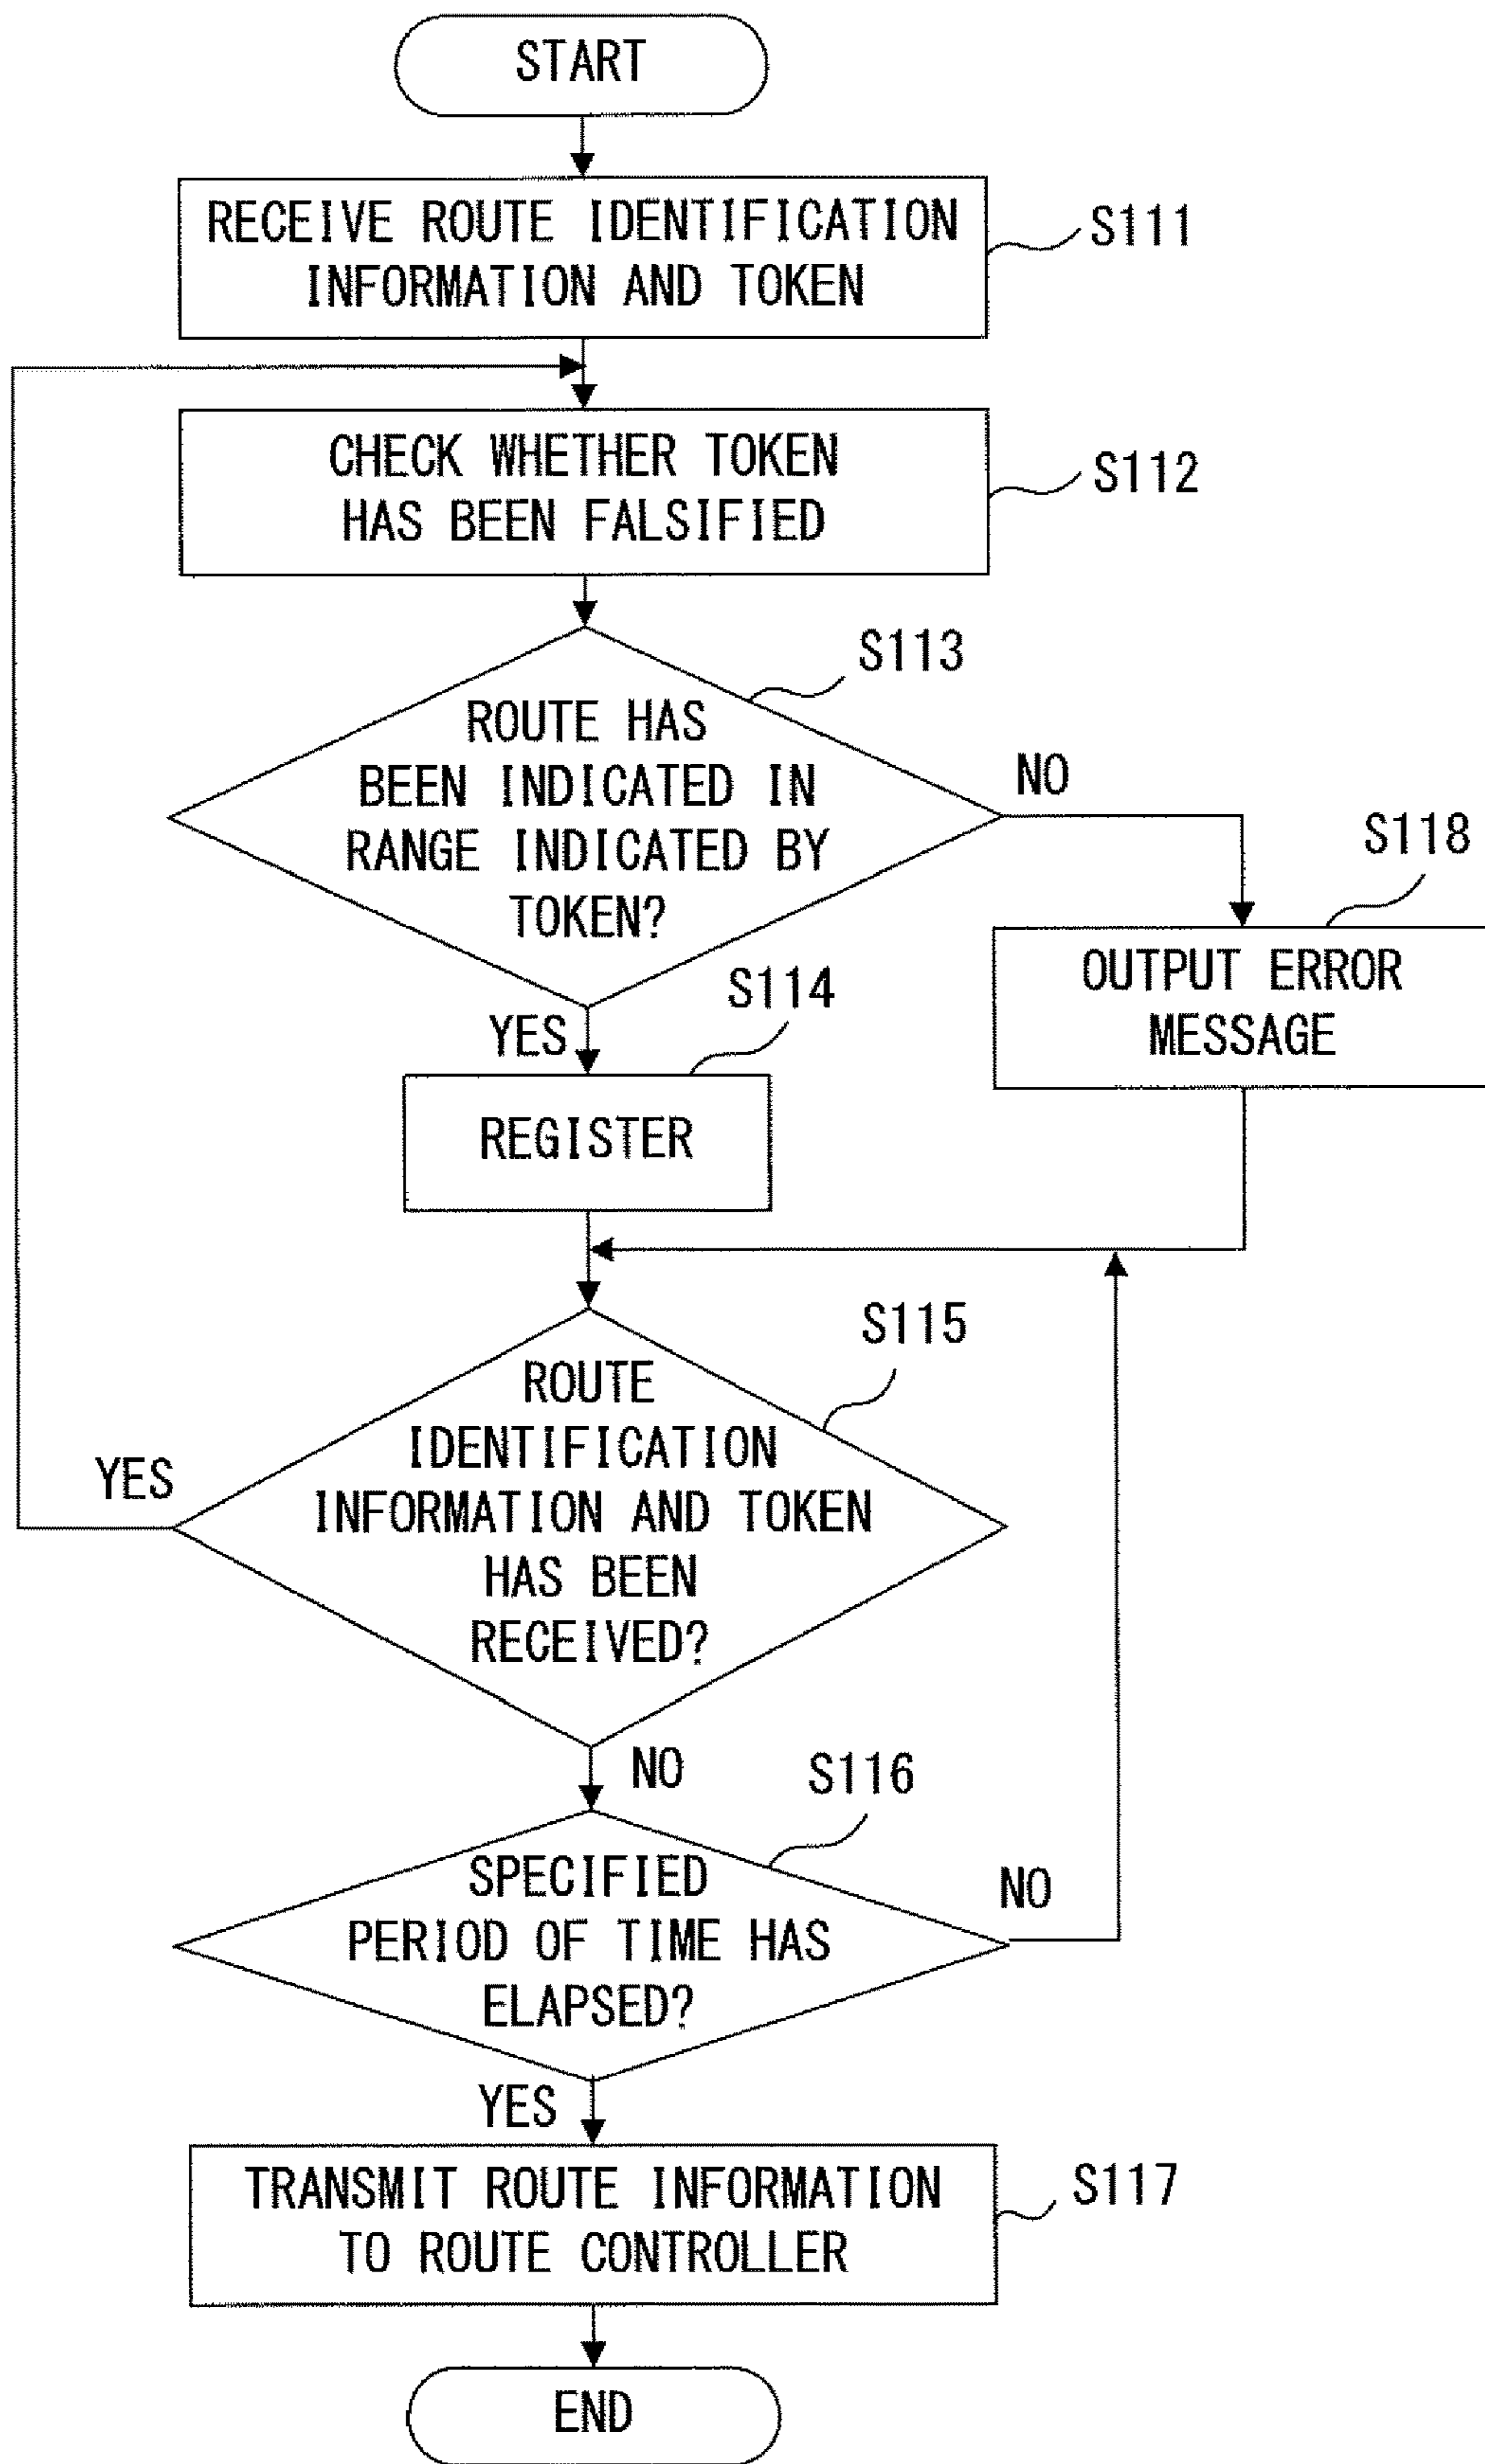 START
RECEIVE ROUTE IDENTIFICATION
INFORMATION AND TOKEN
S111
CHECK WHETHER TOKEN
HAS BEEN FALSIFIED
S112
S113
ROUTE HAS
BEEN INDICATED IN
RANGE INDICATED BY
TOKEN?
NO
S118
OUTPUT ERROR
MESSAGE
YES
S114
REGISTER
S115
ROUTE
IDENTIFICATION
INFORMATION AND TOKEN
HAS BEEN
RECEIVED?
YES
NO
S116
SPECIFIED
PERIOD OF TIME HAS
ELAPSED?
NO
YES
TRANSMIT ROUTE INFORMATION
TO ROUTE CONTROLLER
S117
END